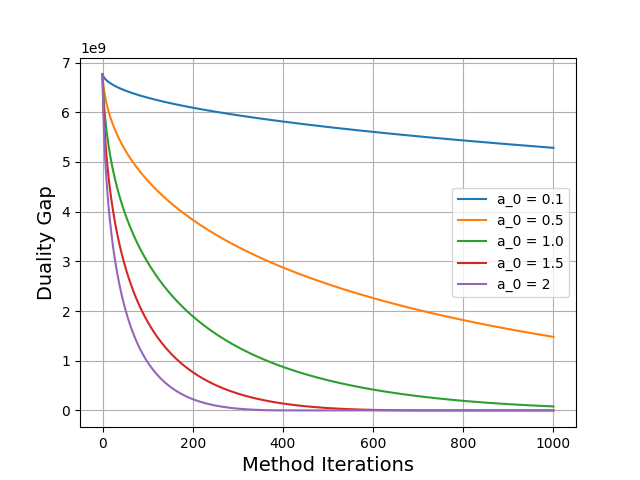 1e9
7
6
5
4
3
2
1
0
Duality Gap
a_0 = 0.1
a_0 = 0.5
a_0 = 1.0
a_0 = 1.5
a_0 = 2
0 200 400 600 800 1000
Method Iterations